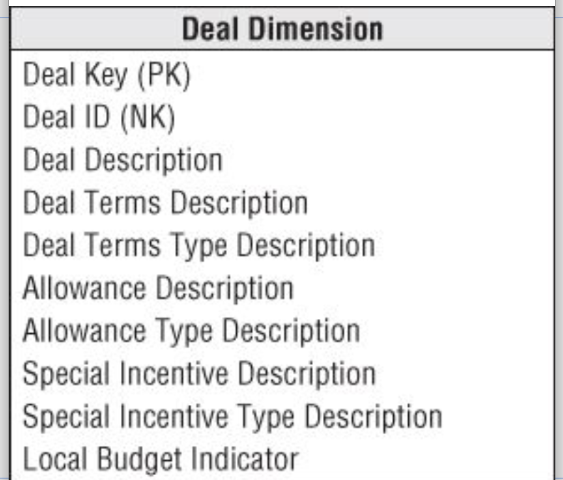 Deal Dimension
Deal Key (PK)
Deal ID (NK)
Deal Description
Deal Terms Description
Deal Terms Type Description
Allowance Description
Allowance Type Description
Special Incentive Description
Special Incentive Type Description
Local Budget Indicator